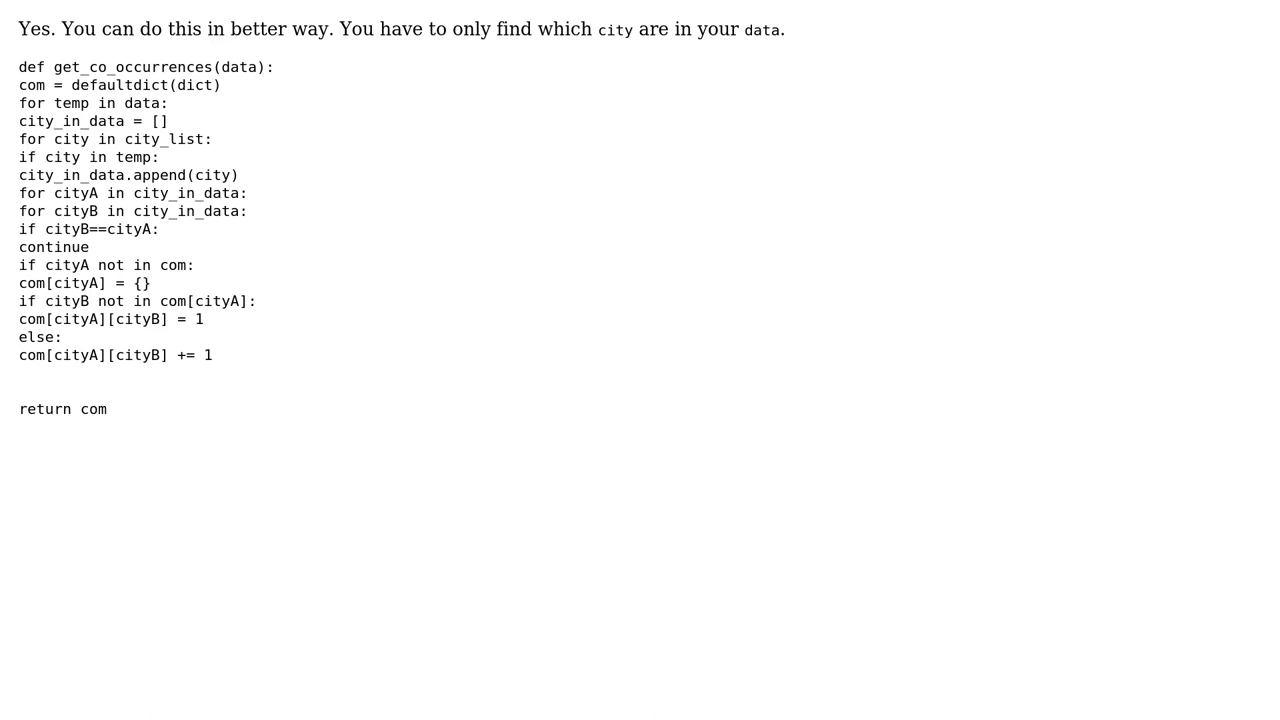 Yes. You can do this in better way. You have to only find which city are in your data.
def get_co_occurrences(data):
com = defaultdict(dict)
for temp in data:
city_in_data = []
for city in city_list:
if city in temp:
city_in_data.append(city)
for cityA in city_in_data:
for cityB in city_in_data:
if cityB==cityA:
continue
if cityA not in com:
com[cityA] = {}
if cityB not in com[cityA]:
com[cityA][cityB] = 1
else:
com[cityA][cityB] += 1
return com